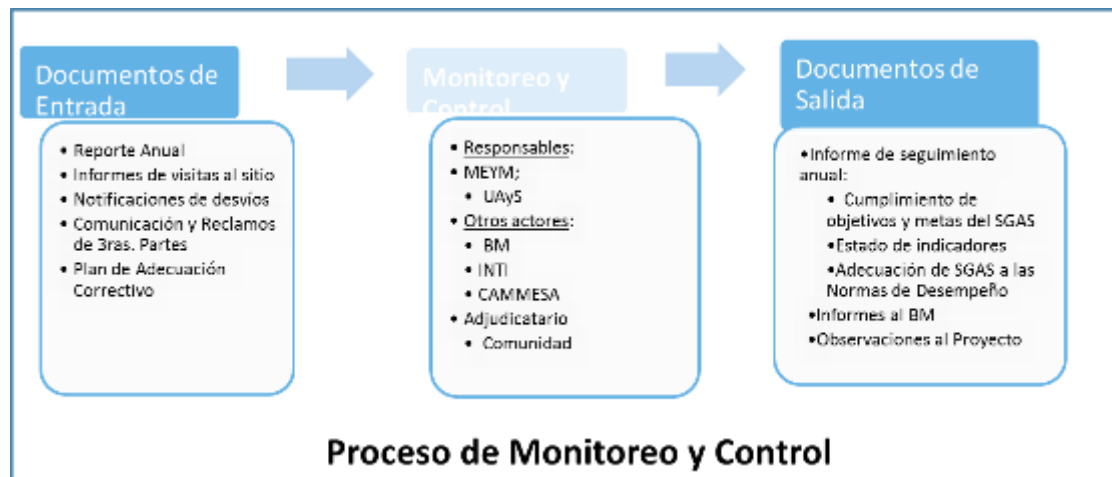 Documentos de
Entrada
• Reporte Anual
• Informes de visitas al sitio
• Notificaciones de desvíos
• Comunicación y Reclamos
de 3ras. Partes
• Plan de Adecuación
Correctivo
Monitoreo y
Control
• Responsables:
• MEYM;
• UAyS
• Otros actores:
• BM
• INTI
• CAMMESA
• Adjudicatario
• Comunidad
Documentos de
Salida
•Informe de seguimiento
anual:
• Cumplimiento de
objetivos y metas del SGAS
•Estado de indicadores
•Adecuación de SGAS a las
Normas de Desempeño
•Informes al BM
•Observaciones al Proyecto
Proceso de Monitoreo y Control